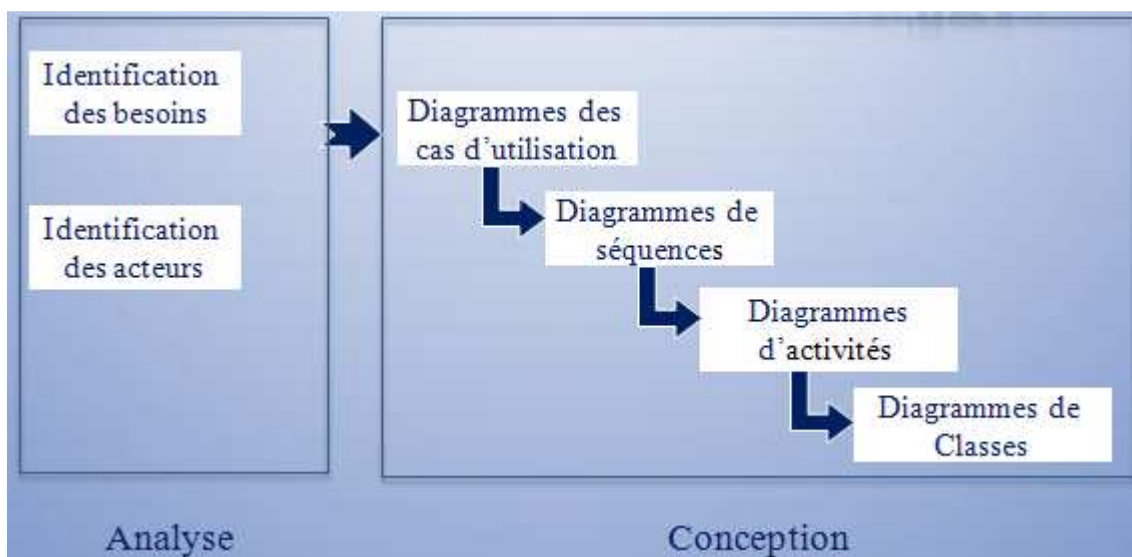 Identification
des besoins
Identification
des acteurs
Diagrammes des
cas d'utilisation
Diagrammes de
séquences
Diagrammes
d'activités
Diagrammes de
Classes
Analyse
Conception